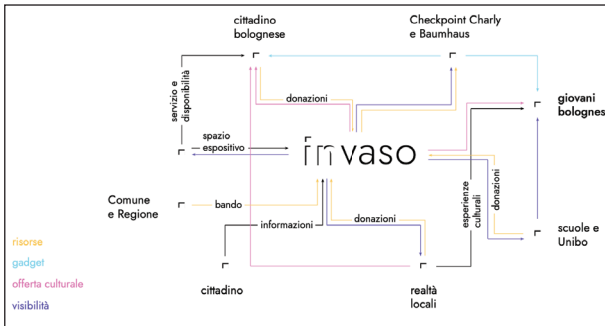 cittadino
bolognese
Checkpoint Charly
e Baumhaus
servizio e
disponibilità
donazioni
giovani
bolognes
spazio
espositivo
invaso
Comune
e Regione
bando
informazioni
donazioni
esperienze
culturali
donazioni
scuole e
Unibo
risorse
gadget
offerta culturale
visibilità
cittadino
realtà
locali